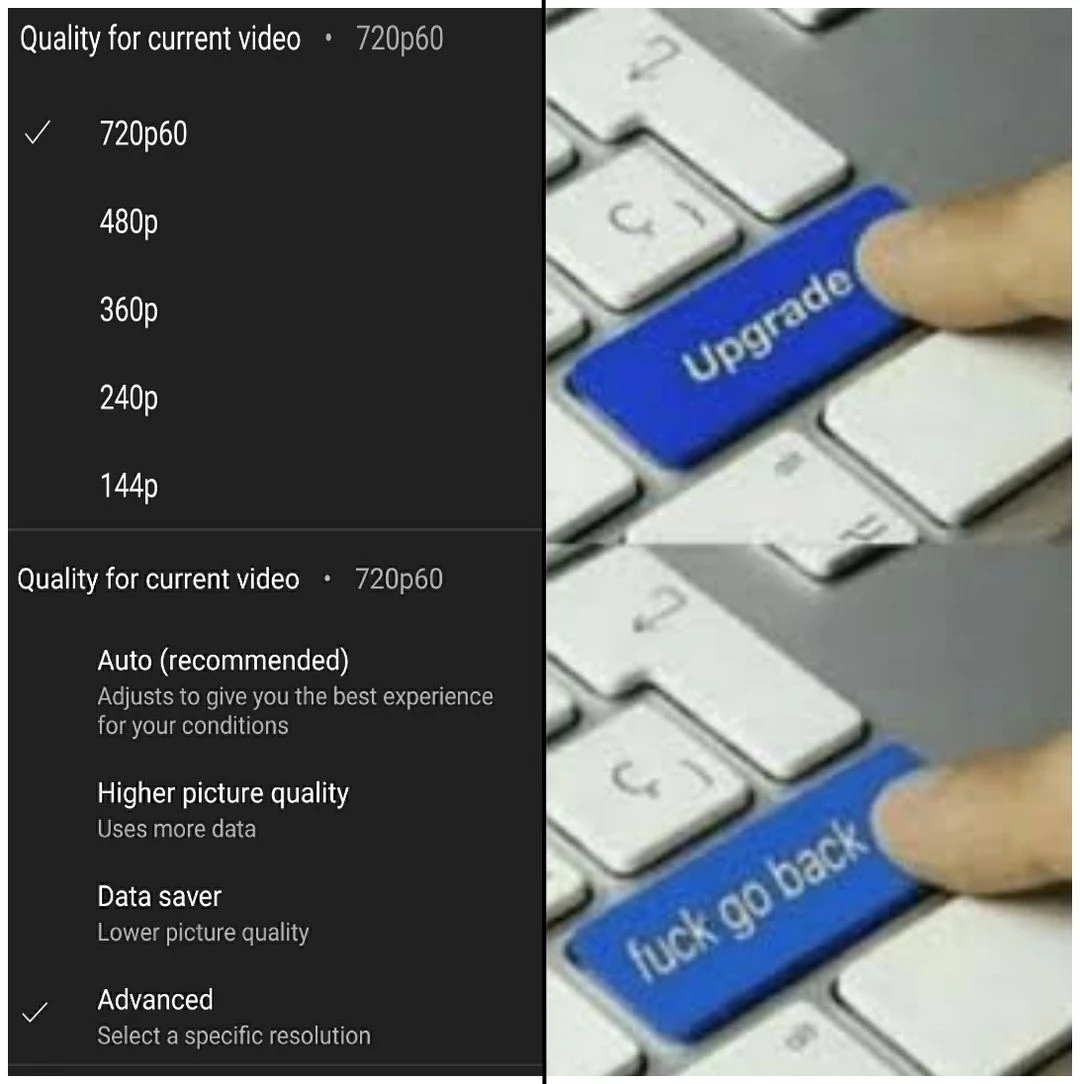 Quality for current video • 720p60
720p60
480p
360p
240p
144p
Upgrade
Quality for current video • 720p60
Auto (recommended)
Adjusts to give you the best experience
for your conditions
Higher picture quality
Uses more data
Data saver
Lower picture quality
Advanced
Select a specific resolution
fuck go back